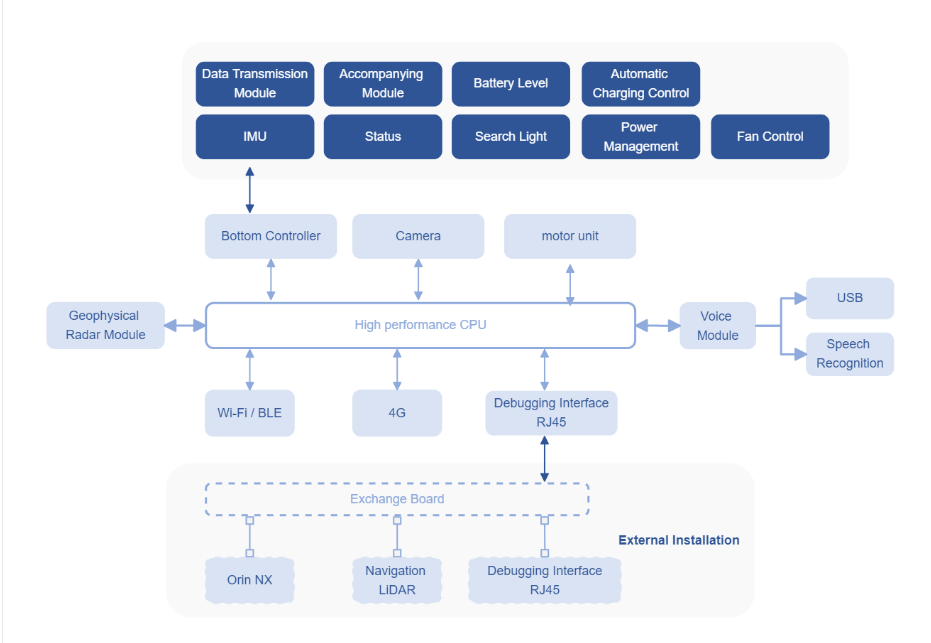 Data Transmission
Module
Accompanying
Module
Battery Level
Automatic
Charging Control
IMU
Status
Search Light
Power
Management
Fan Control
Bottom Controller
Camera
motor unit
Geophysical
Radar Module
High performance CPU
Voice
Module
USB
Speech
Recognition
Wi-Fi / BLE
4G
Debugging Interface
RJ45
Exchange Board
External Installation
Orin NX
Navigation
LiDAR
Debugging Interface
RJ45